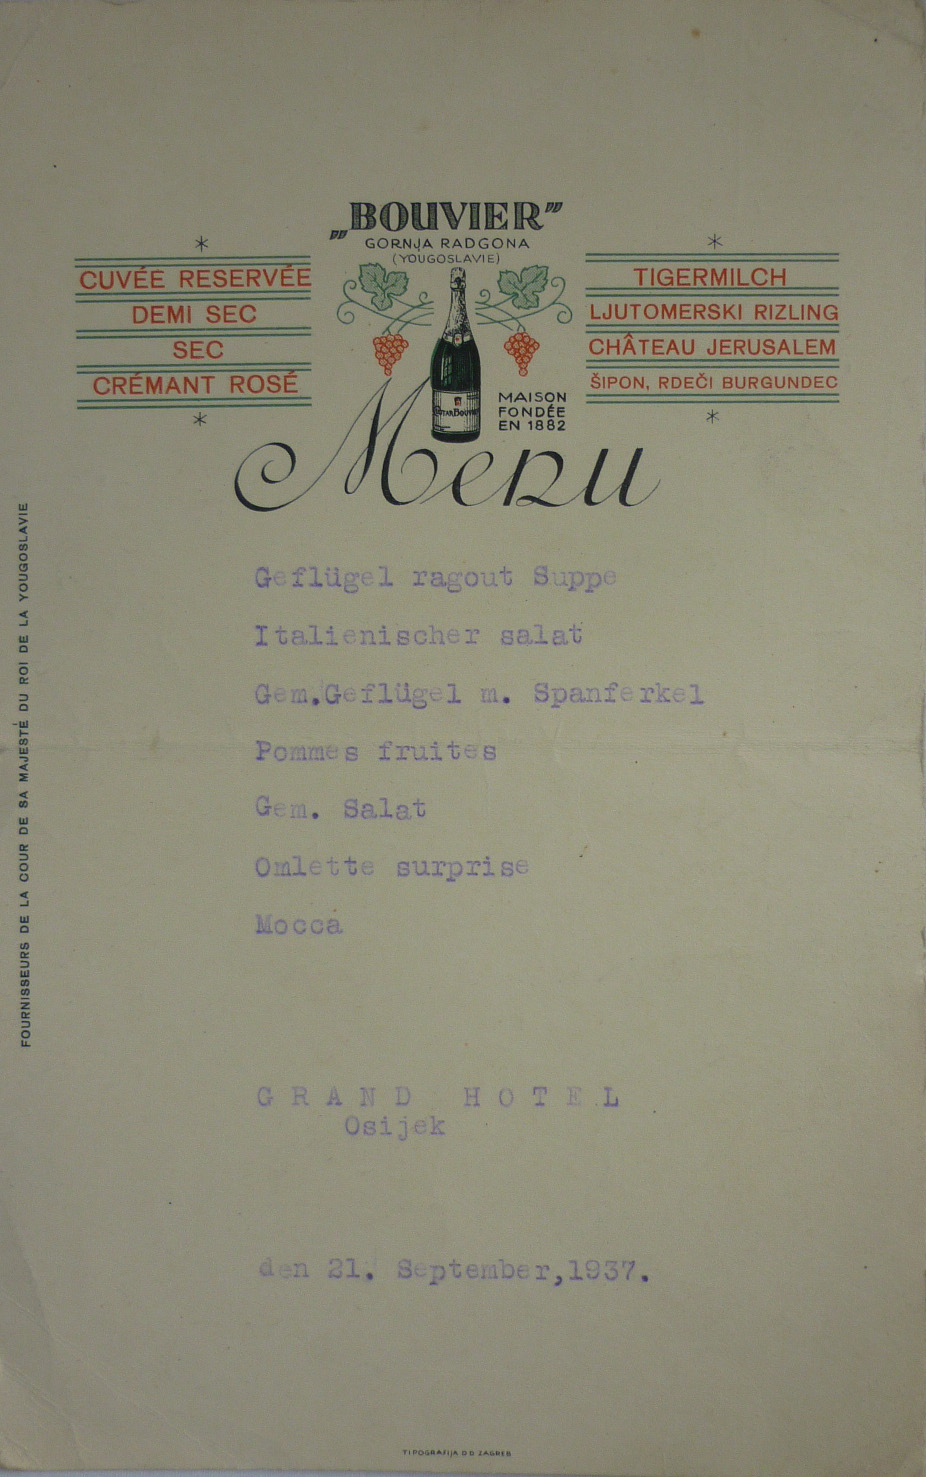 „BOUVIER”
GORNJA RADGONA
(YOUGOSLAVIE)
CUVÉE RESERVÉE
DEMI SEC
SEC
CRÉMANT ROSÉ
TIGERMILCH
LJUTOMERSKI RIZLING
CHÂTEAU JERUSALEM
ŠIPON, RDEČI BURGUNDEC
MAISON
FONDÉE
EN 1882
Menu
Geflügel ragout Suppe
Italienischer salat
Gem.Geflügel m. Spanferkel
Pommes fruites
Gem. Salat
Omlette surprise
Mocca
GRAND HOTEL
Osijek
den 21. September,1937.
FOURNISSEURS DE LA COUR DE SA MAJESTÉ DU ROI DE LA YOUGOSLAVIE
TIPOGRAFIJA D D ZAGREB